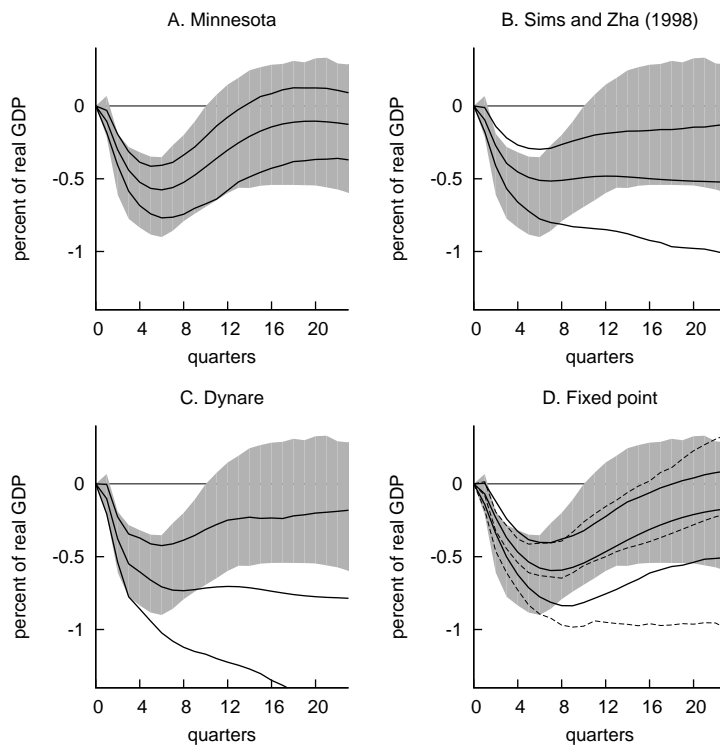 A. Minnesota
percent of real GDP
0
-0.5
-1
0 4 8 12 16 20
quarters
B. Sims and Zha (1998)
percent of real GDP
0
-0.5
-1
0 4 8 12 16 20
quarters
C. Dynare
percent of real GDP
0
-0.5
-1
0 4 8 12 16 20
quarters
D. Fixed point
percent of real GDP
0
-0.5
-1
0 4 8 12 16 20
quarters